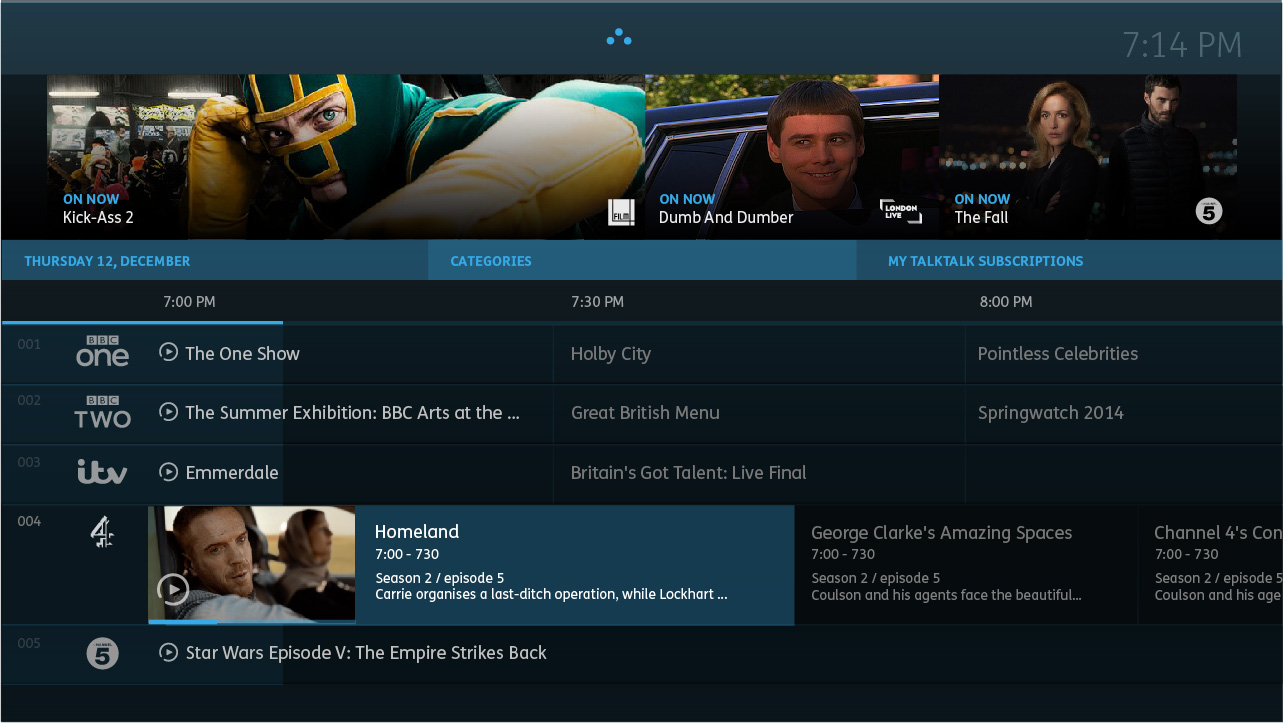 7:14 PM
ON NOW
Kick-Ass 2
FILM
ON NOW
Dumb And Dumber
LONDON
LIVE
ON NOW
The Fall
5
THURSDAY 12, DECEMBER
CATEGORIES
MY TALKTALK SUBSCRIPTIONS
7:00 PM
7:30 PM
8:00 PM
001
BBC
one
The One Show
Holby City
Pointless Celebrities
002
BBC
TWO
The Summer Exhibition: BBC Arts at the ...
Great British Menu
Springwatch 2014
003
itv
Emmerdale
Britain's Got Talent: Live Final
004
4
Homeland
7:00 - 730
Season 2 / episode 5
Carrie organises a last-ditch operation, while Lockhart ...
George Clarke's Amazing Spaces
7:00 - 730
Season 2 / episode 5
Coulson and his agents face the beautiful...
Channel 4's Con
7:00 - 730
Season 2 / episode 5
Coulson and his age
005
5
Star Wars Episode V: The Empire Strikes Back